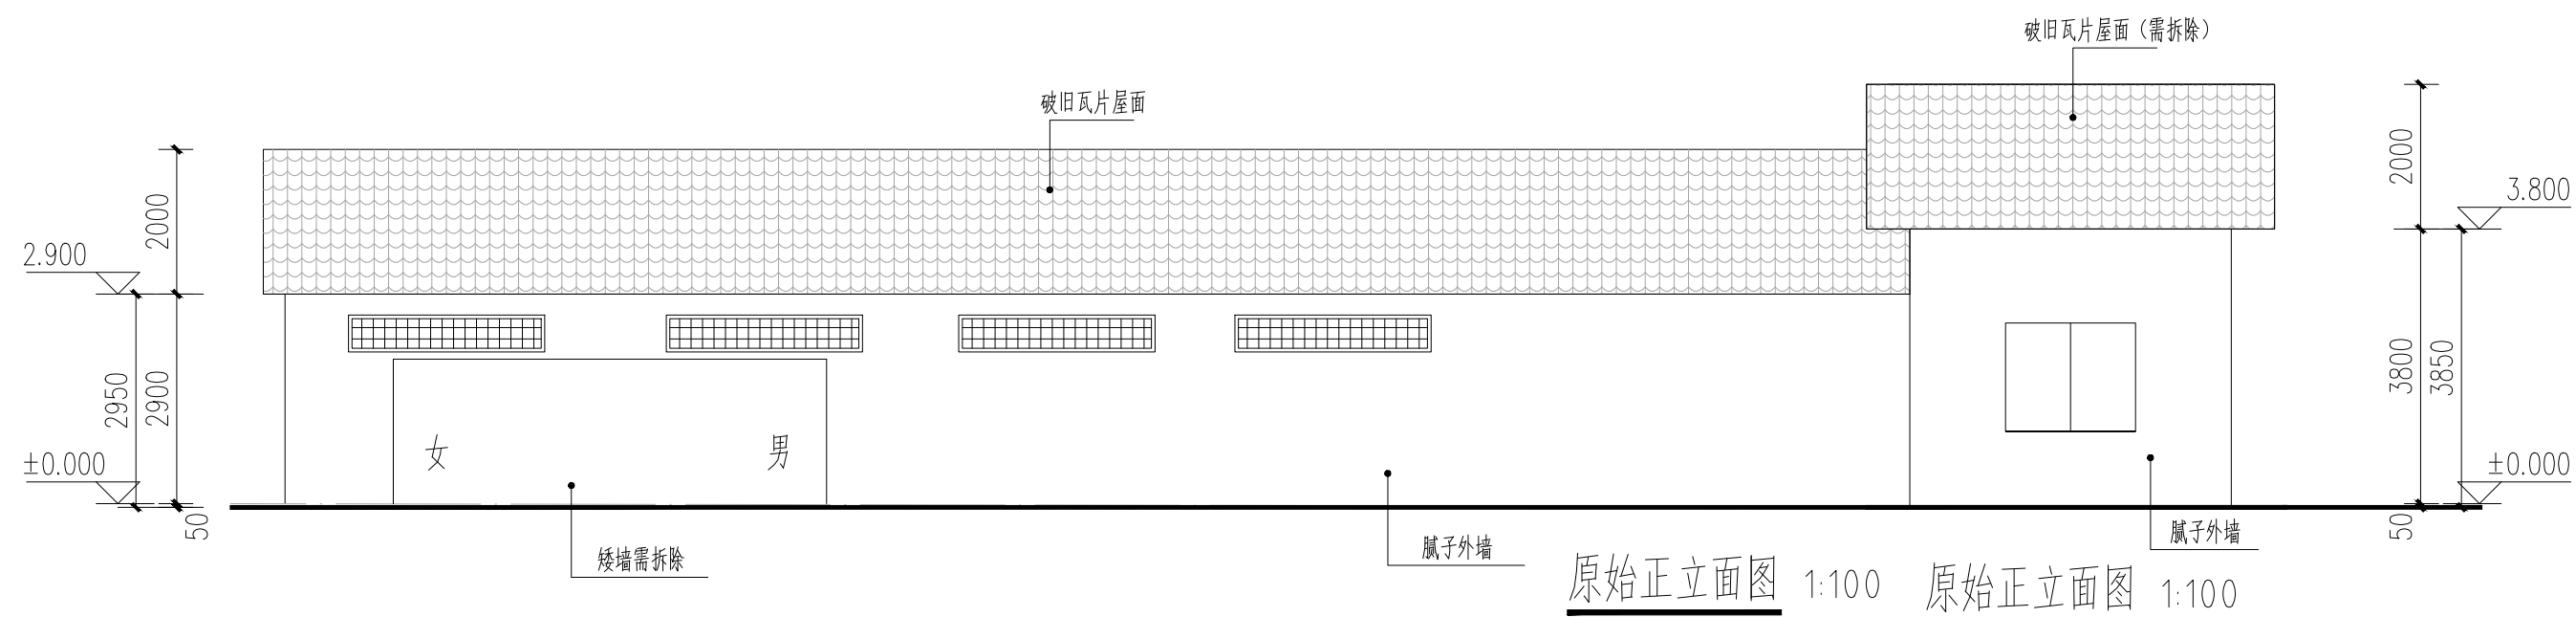 破旧瓦片屋面（需拆除）
破旧瓦片屋面
2000
2000
3.800
2.900
2950
2900
3800
3850
女
男
±0.000
±0.000
50
50
矮墙需拆除
腻子外墙
腻子外墙
原始正立面图 1:100
原始正立面图 1:100